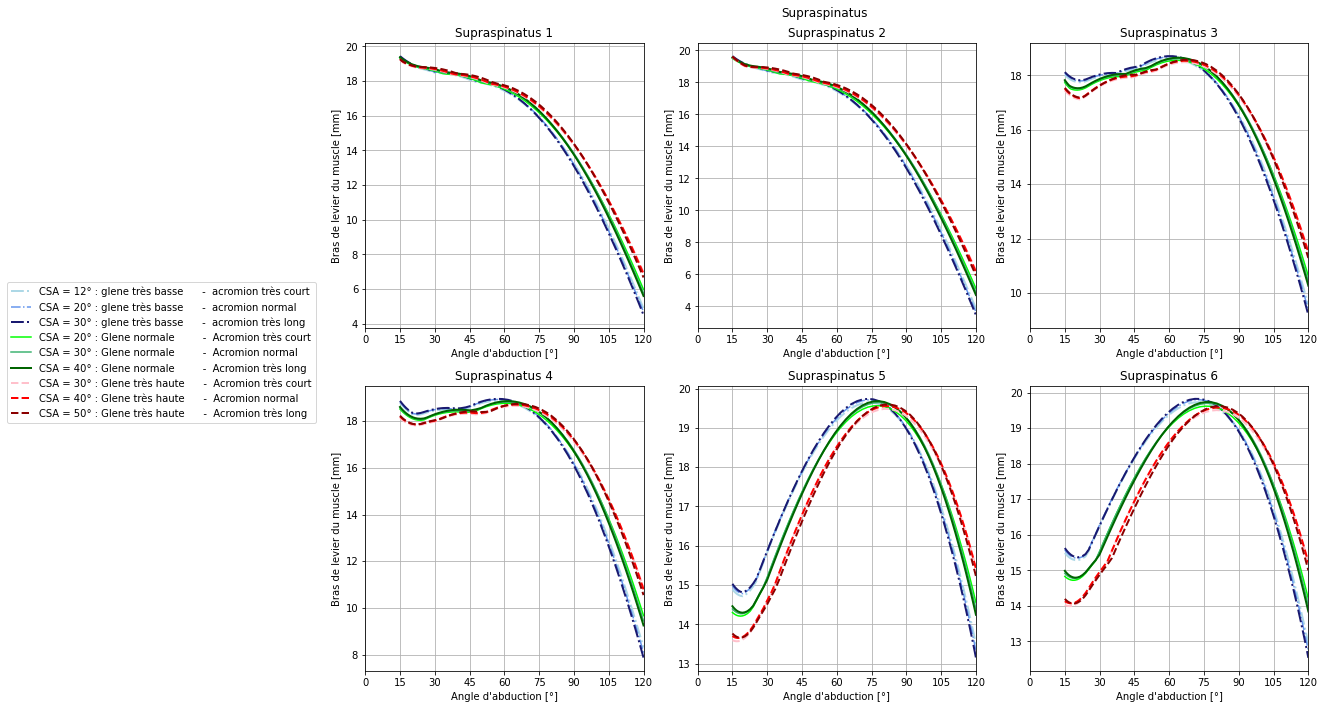 Supraspinatus
Supraspinatus 1
Supraspinatus 2
Supraspinatus 3
20
18
16
14
12
10
8
6
4
Bras de levier du muscle [mm]
0 15 30 45 60 75 90 105 120
Angle d'abduction [°]
20
18
16
14
12
10
8
6
4
Bras de levier du muscle [mm]
0 15 30 45 60 75 90 105 120
Angle d'abduction [°]
18
16
14
12
10
Bras de levier du muscle [mm]
0 15 30 45 60 75 90 105 120
Angle d'abduction [°]
CSA = 12° : glene très basse - acromion très court
CSA = 20° : glene très basse - acromion normal
CSA = 30° : glene très basse - acromion très long
CSA = 20° : Glene normale - Acromion très court
CSA = 30° : Glene normale - Acromion normal
CSA = 40° : Glene normale - Acromion très long
CSA = 30° : Glene très haute - Acromion très court
CSA = 40° : Glene très haute - Acromion normal
CSA = 50° : Glene très haute - Acromion très long
Supraspinatus 4
Supraspinatus 5
Supraspinatus 6
18
16
14
12
10
8
Bras de levier du muscle [mm]
0 15 30 45 60 75 90 105 120
Angle d'abduction [°]
20
19
18
17
16
15
14
13
Bras de levier du muscle [mm]
0 15 30 45 60 75 90 105 120
Angle d'abduction [°]
20
19
18
17
16
15
14
13
Bras de levier du muscle [mm]
0 15 30 45 60 75 90 105 120
Angle d'abduction [°]